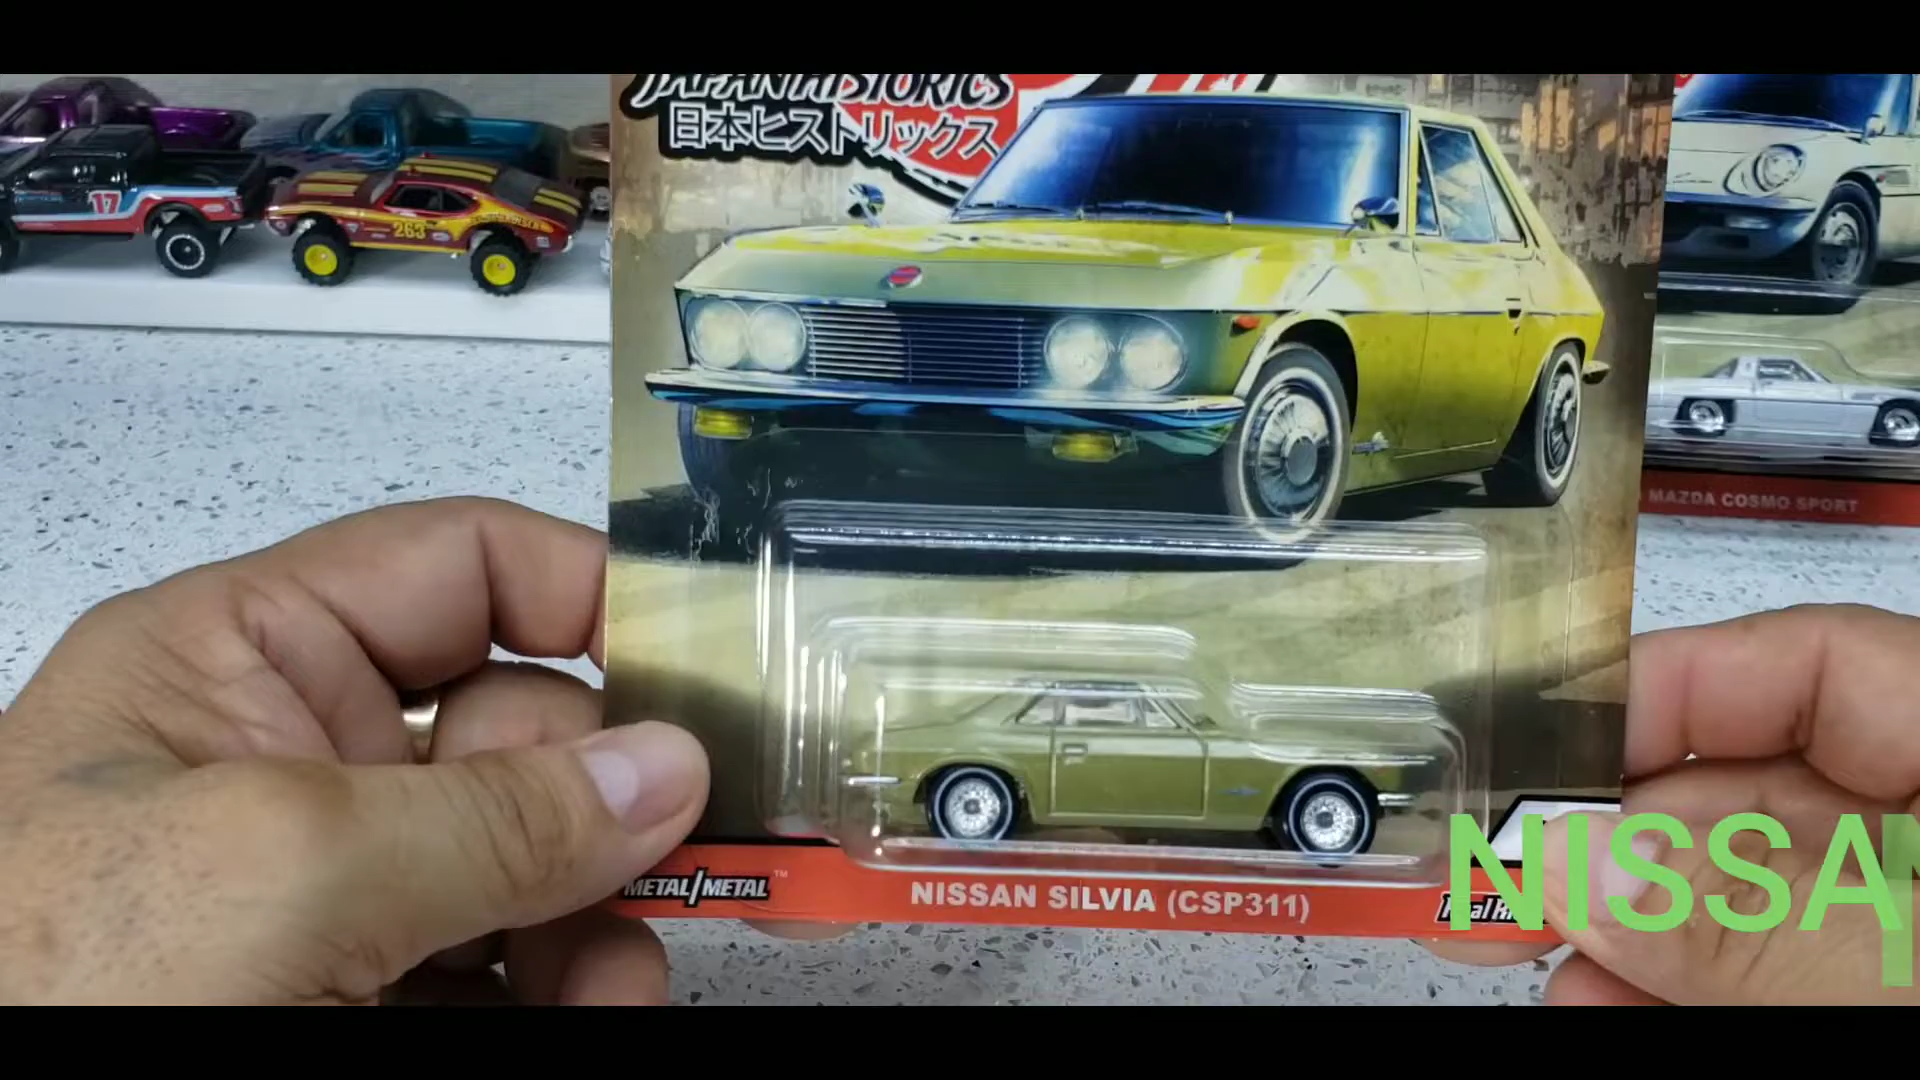 JAPAN HISTORICS
日本ヒストリックス
17
263
MAZDA COSMO SPORT
METAL/METAL™
NISSAN SILVIA (CSP311)
NISSA